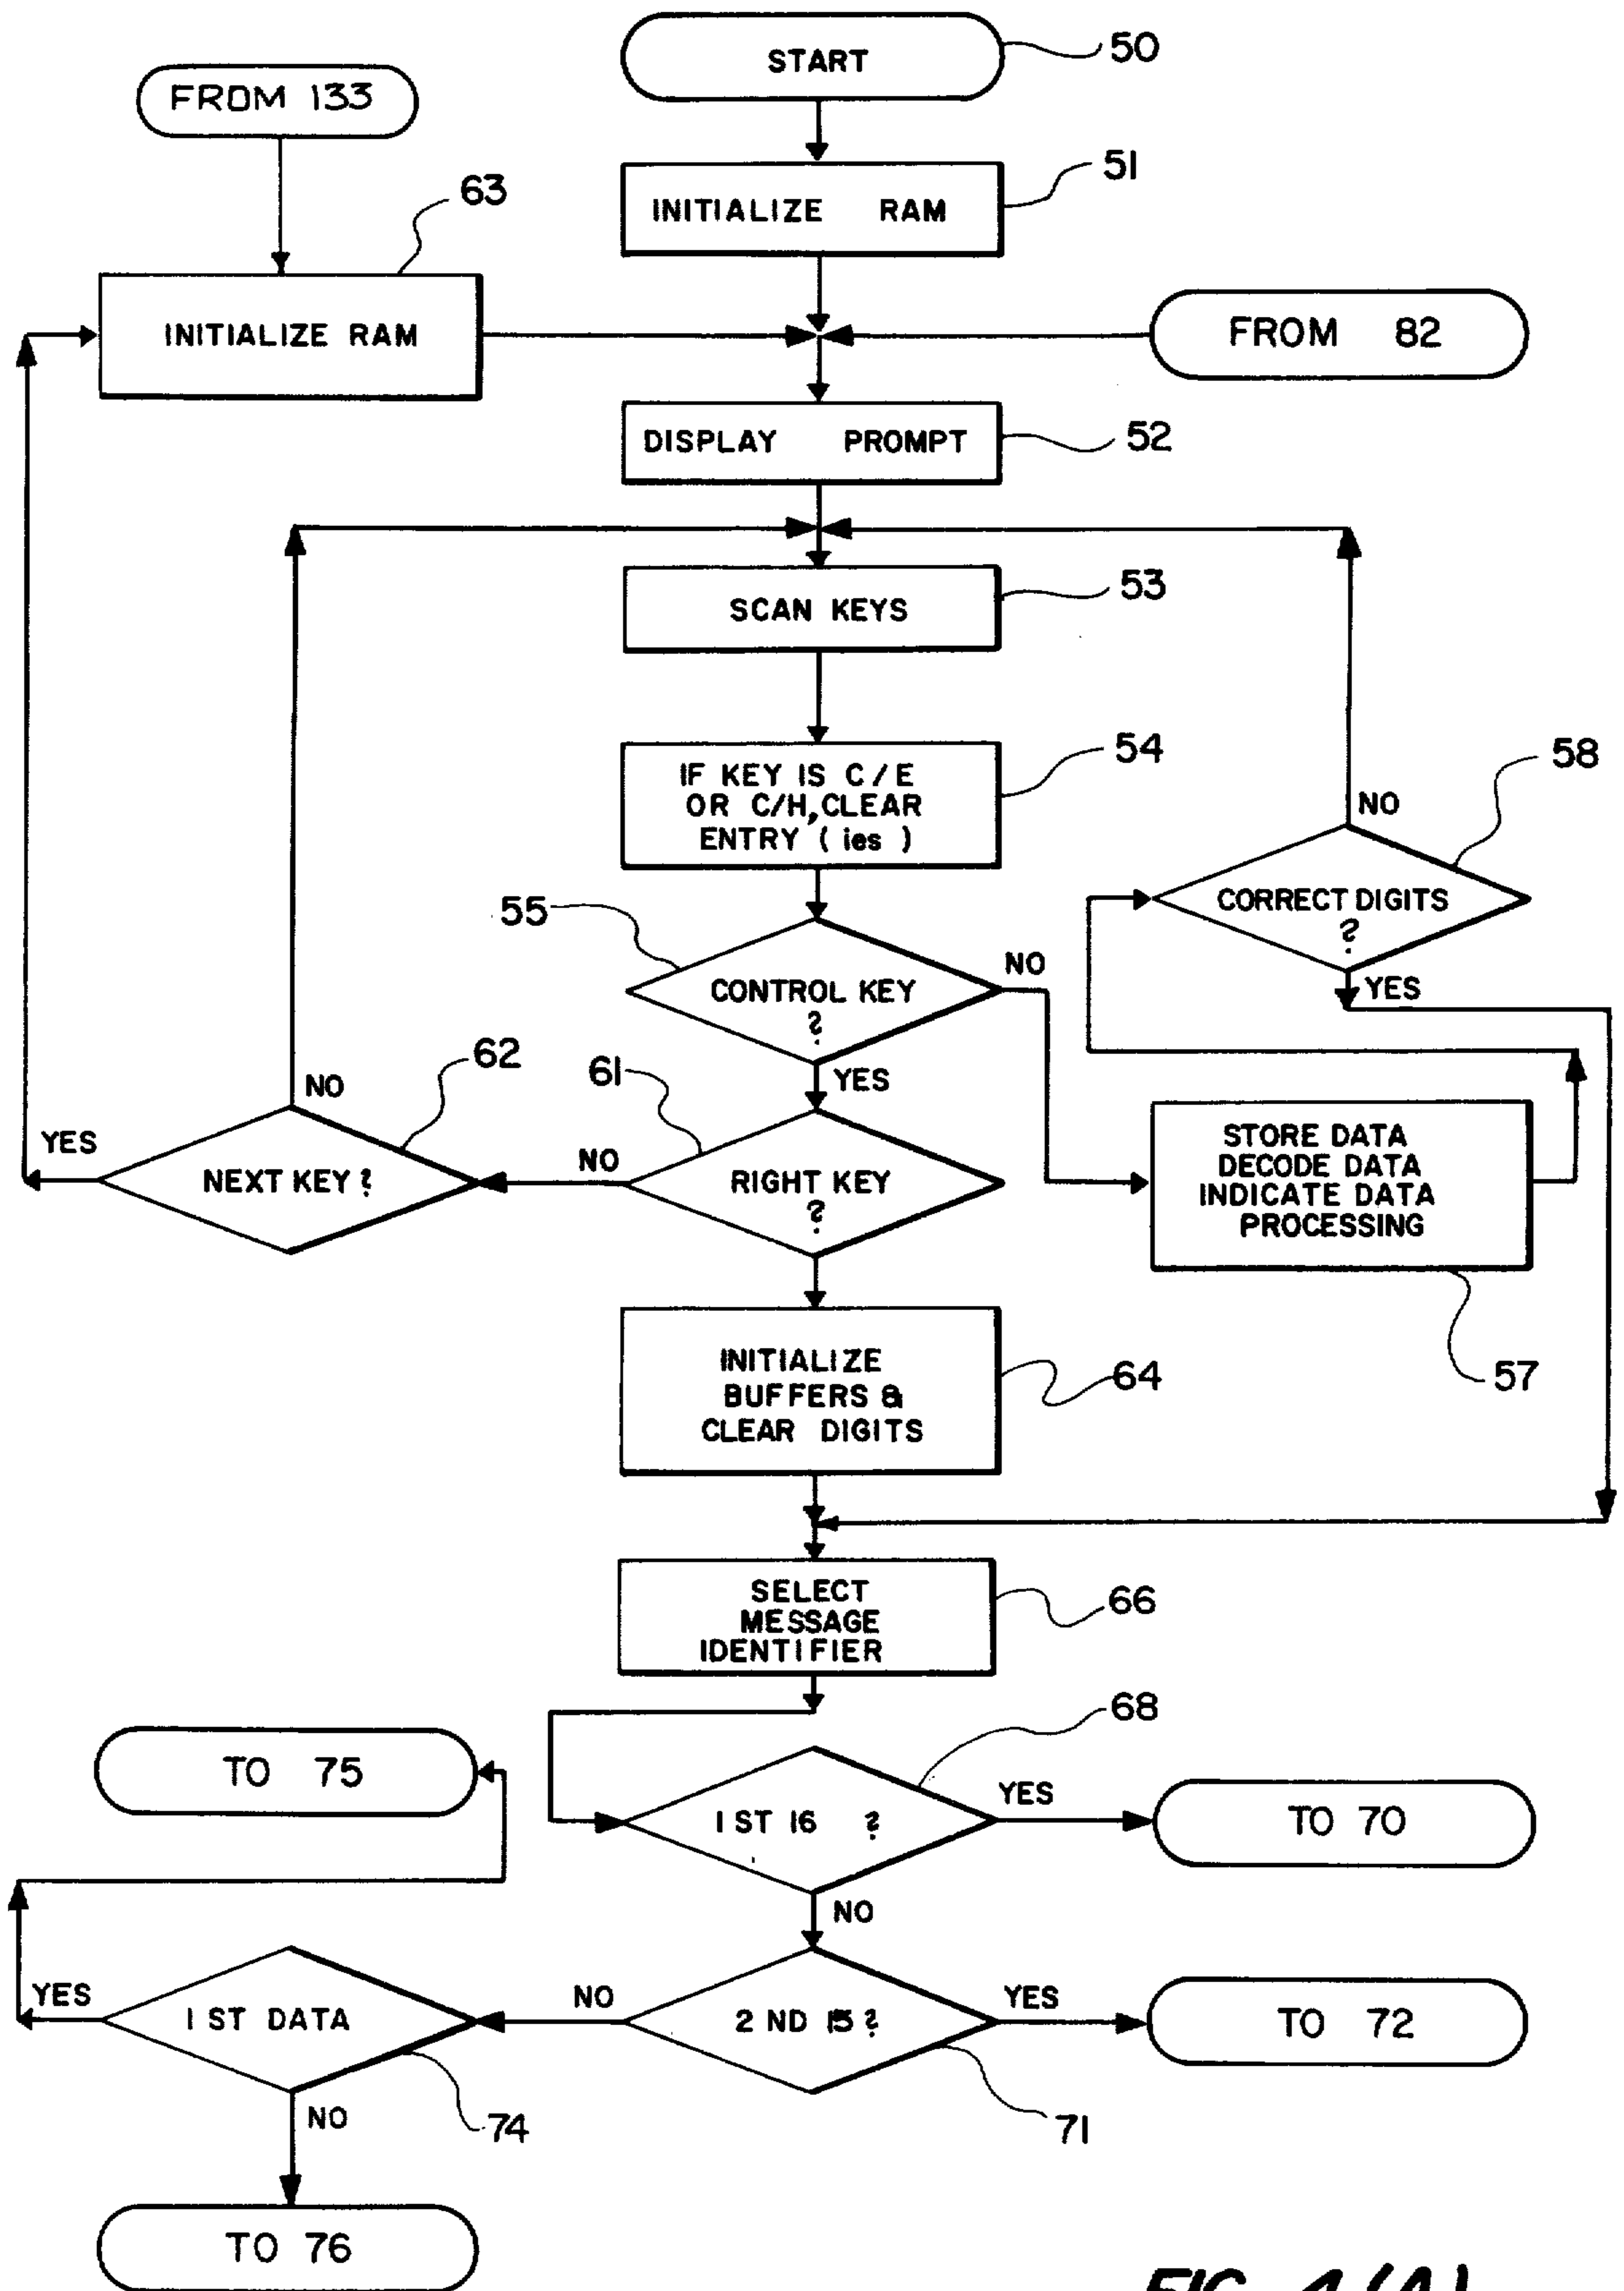 START
50
FROM 133
INITIALIZE RAM
51
63
INITIALIZE RAM
FROM 82
DISPLAY PROMPT
52
SCAN KEYS
53
IF KEY IS C/E
OR C/H, CLEAR
ENTRY (ies)
54
58
NO
CORRECT DIGITS
?
YES
55
CONTROL KEY
?
NO
YES
62
NO
YES
NEXT KEY?
61
NO
RIGHT KEY
?
STORE DATA
DECODE DATA
INDICATE DATA
PROCESSING
57
INITIALIZE
BUFFERS &
CLEAR DIGITS
64
SELECT
MESSAGE
IDENTIFIER
66
68
TO 75
1 ST 16 ?
YES
TO 70
NO
YES
1 ST DATA
NO
2 ND 15?
YES
TO 72
74
NO
71
TO 76
FIG. 4(A)